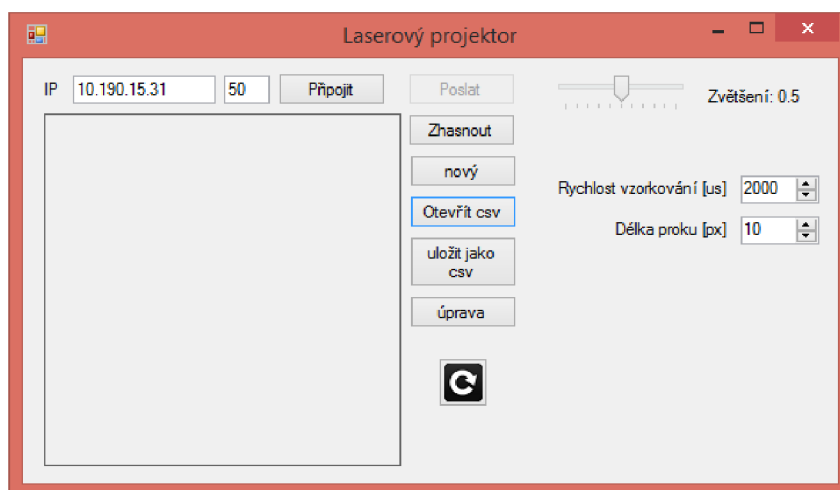 Laserový projektor
IP 10.190.15.31 50 Připojit
Poslat
Zhasnout
nový
Otevřít csv
uložit jako
csv
úprava
Zvětšení: 0.5
Rychlost vzorkování [us] 2000
Délka proku [px] 10